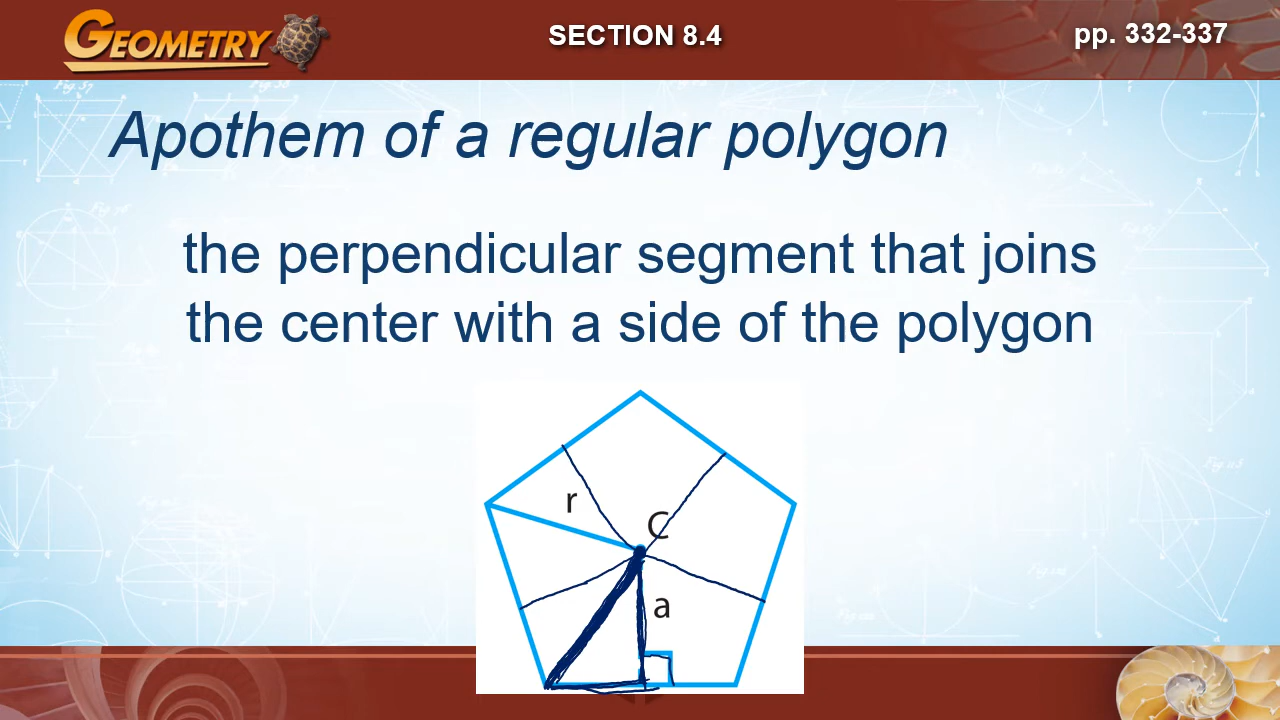 GEOMETRY
SECTION 8.4
pp. 332-337
Apothem of a regular polygon
the perpendicular segment that joins
the center with a side of the polygon
r
C
a